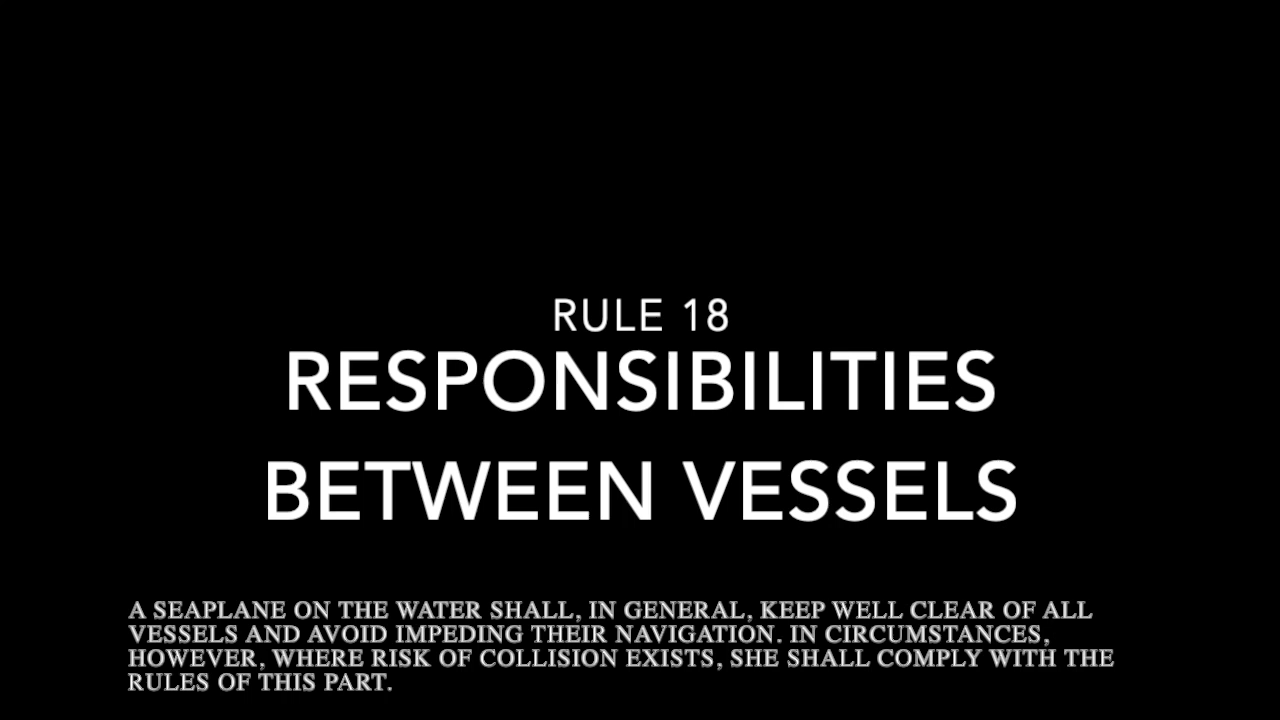 RULE 18
RESPONSIBILITIES
BETWEEN VESSELS
A SEAPLANE ON THE WATER SHALL, IN GENERAL, KEEP WELL CLEAR OF ALL
VESSELS AND AVOID IMPEDING THEIR NAVIGATION. IN CIRCUMSTANCES,
HOWEVER, WHERE RISK OF COLLISION EXISTS, SHE SHALL COMPLY WITH THE
RULES OF THIS PART.